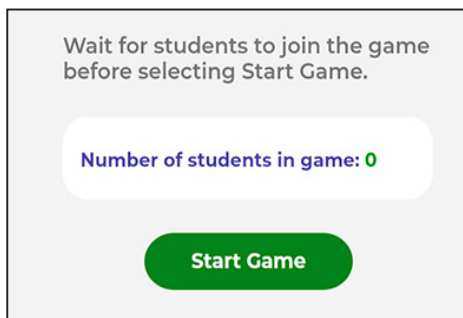 Wait for students to join the game
before selecting Start Game.
Number of students in game: 0
Start Game